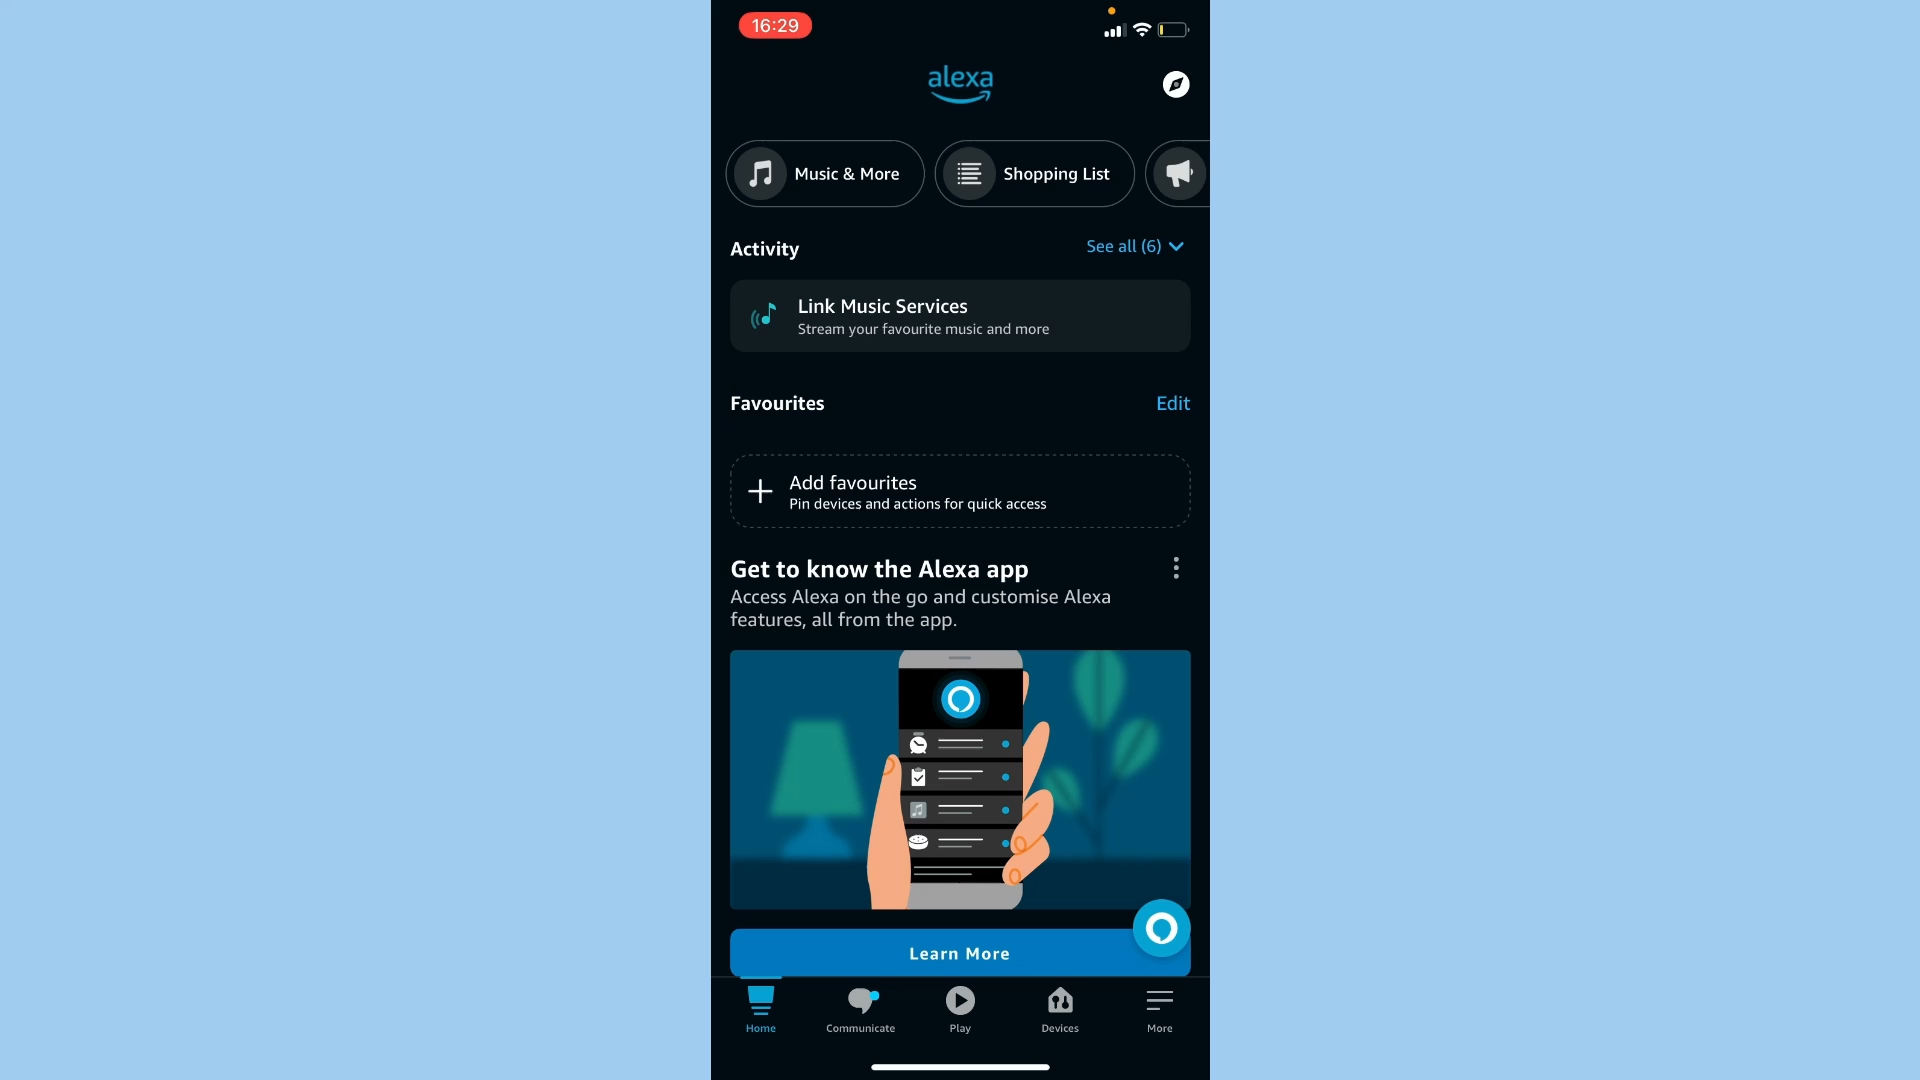 16:29
alexa
Music & More
Shopping List
Activity
See all (6)
Link Music Services
Stream your favourite music and more
Favourites
Edit
Add favourites
Pin devices and actions for quick access
Get to know the Alexa app
Access Alexa on the go and customise Alexa
features, all from the app.
Learn More
Home
Communicate
Play
Devices
More